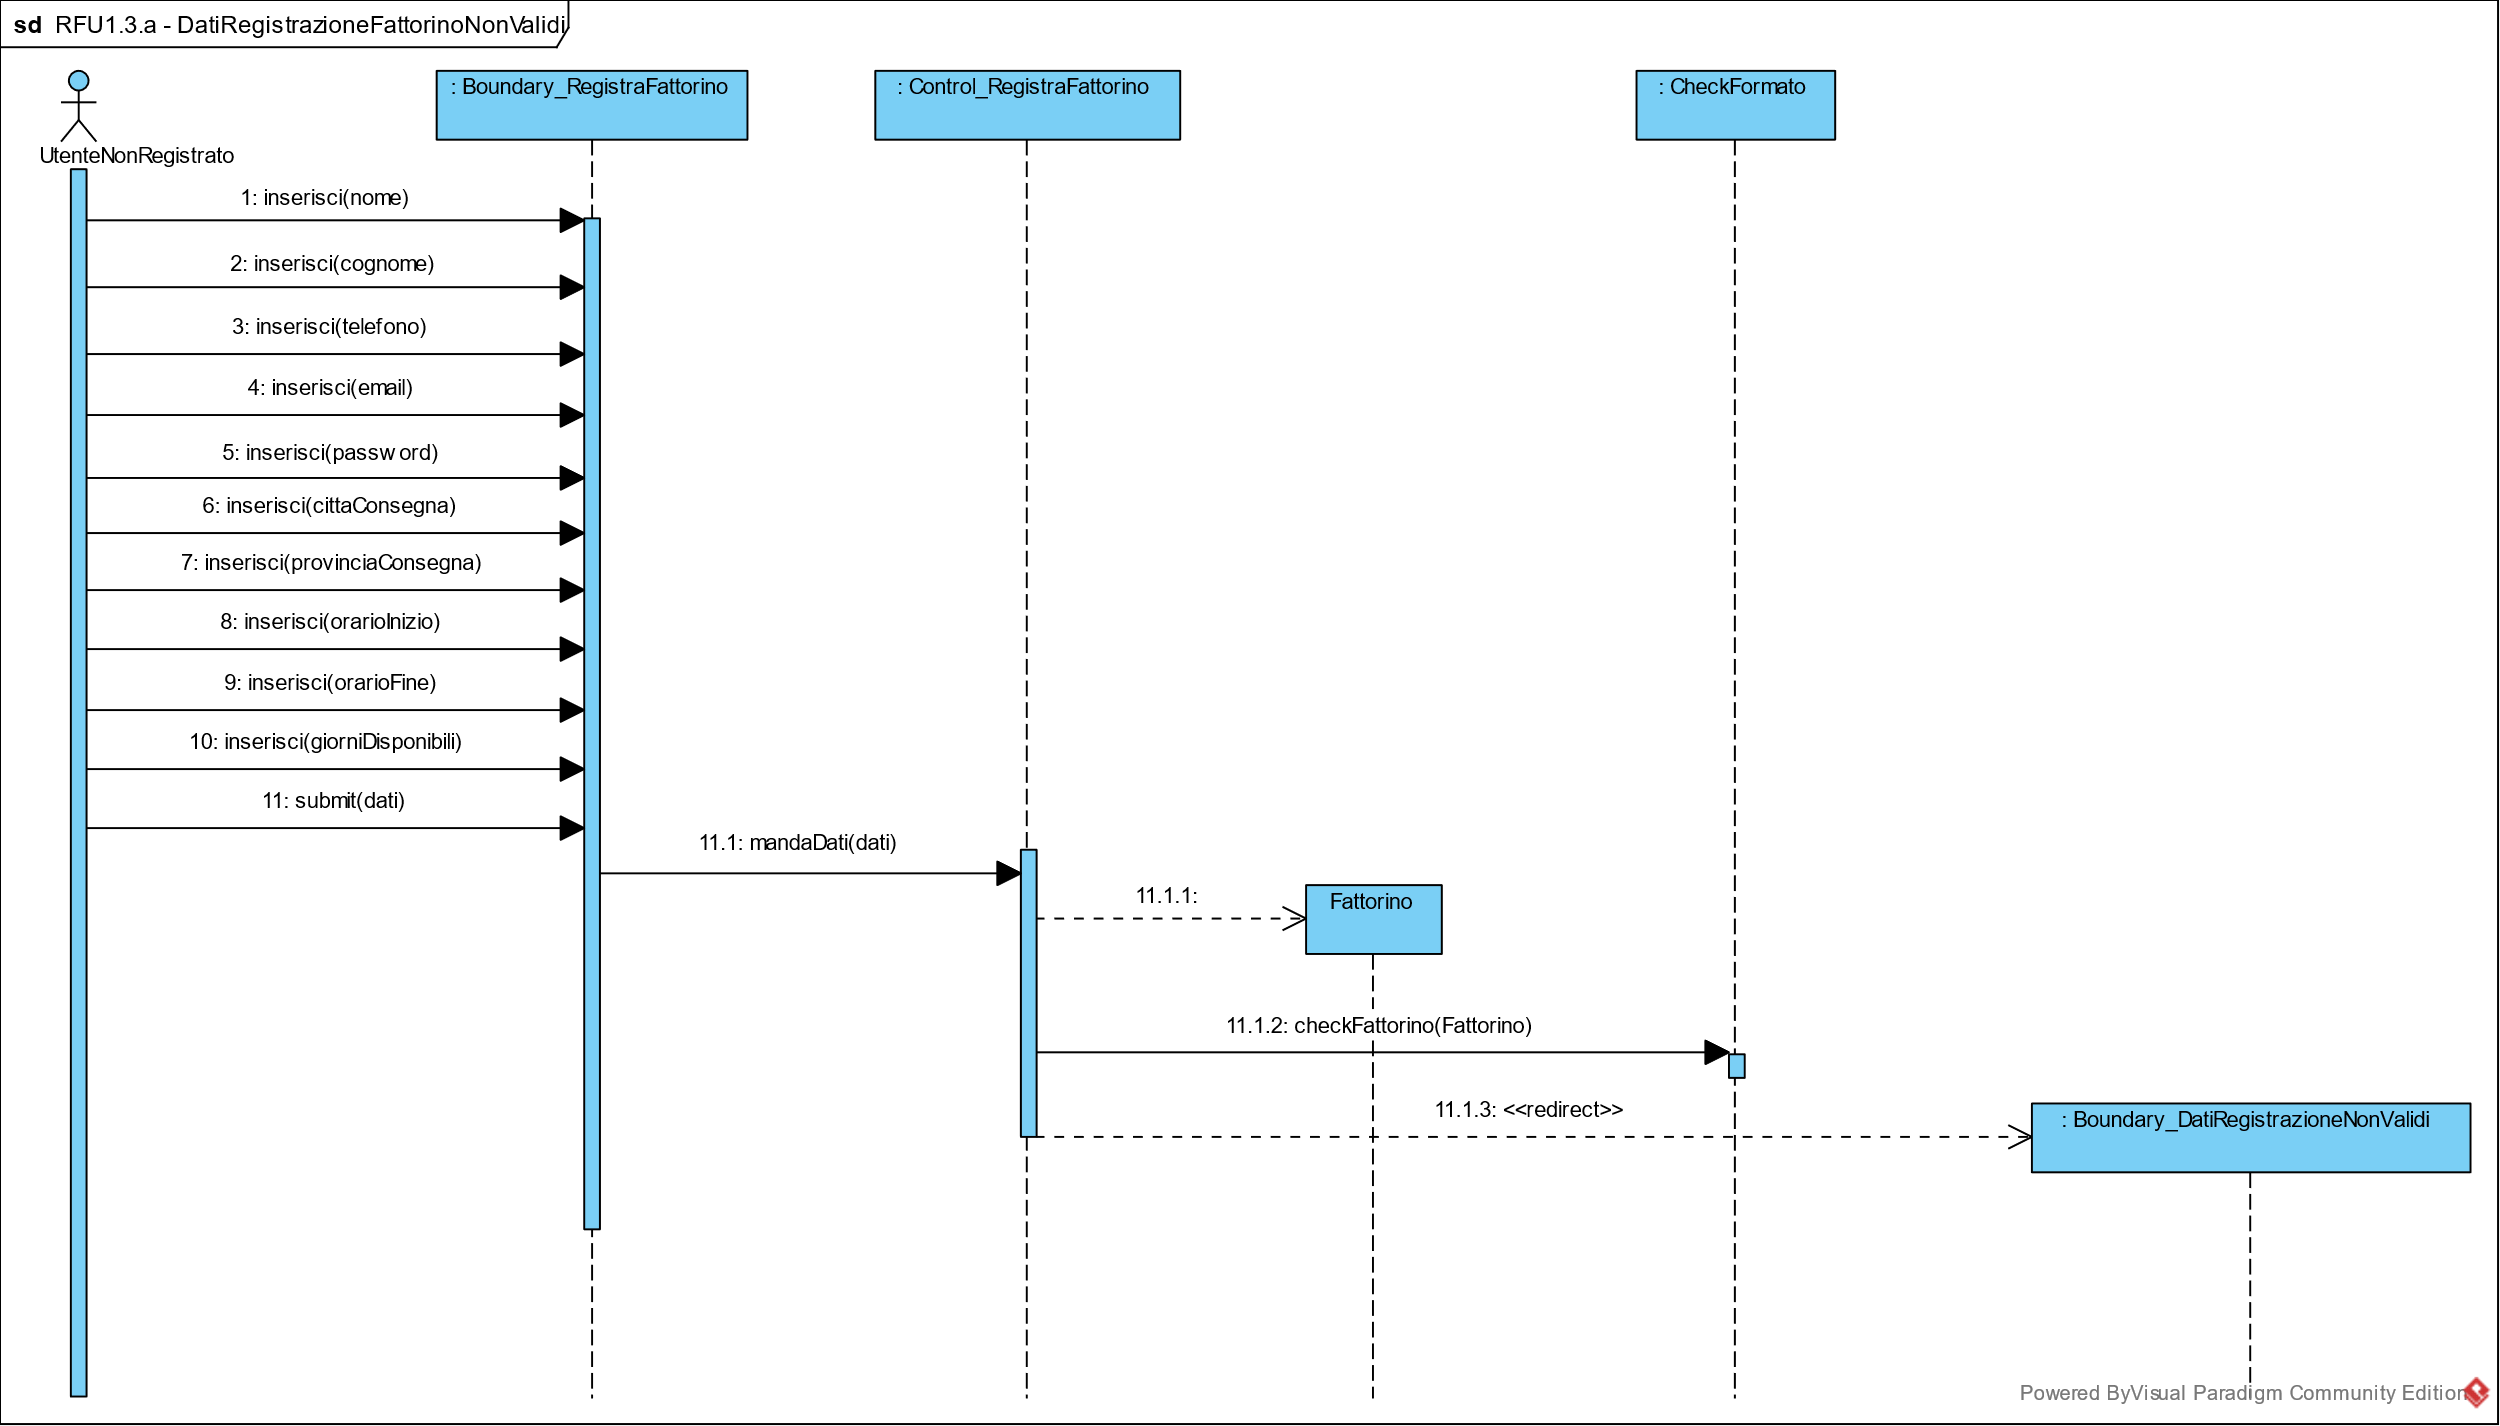 sd RFU1.3.a - DatiRegistrazioneFattorinoNonValidi
: Boundary_RegistraFattorino
: Control_RegistraFattorino
: CheckFormato
UtenteNonRegistrato
1: inserisci(nome)
2: inserisci(cognome)
3: inserisci(telefono)
4: inserisci(email)
5: inserisci(password)
6: inserisci(cittaConsegna)
7: inserisci(provinciaConsegna)
8: inserisci(orarioInizio)
9: inserisci(orarioFine)
10: inserisci(giorniDisponibili)
11: submit(dati)
11.1: mandaDati(dati)
11.1.1:
Fattorino
11.1.2: checkFattorino(Fattorino)
11.1.3: <<redirect>>
: Boundary_DatiRegistrazioneNonValidi
Powered ByVisual Paradigm Community Edition